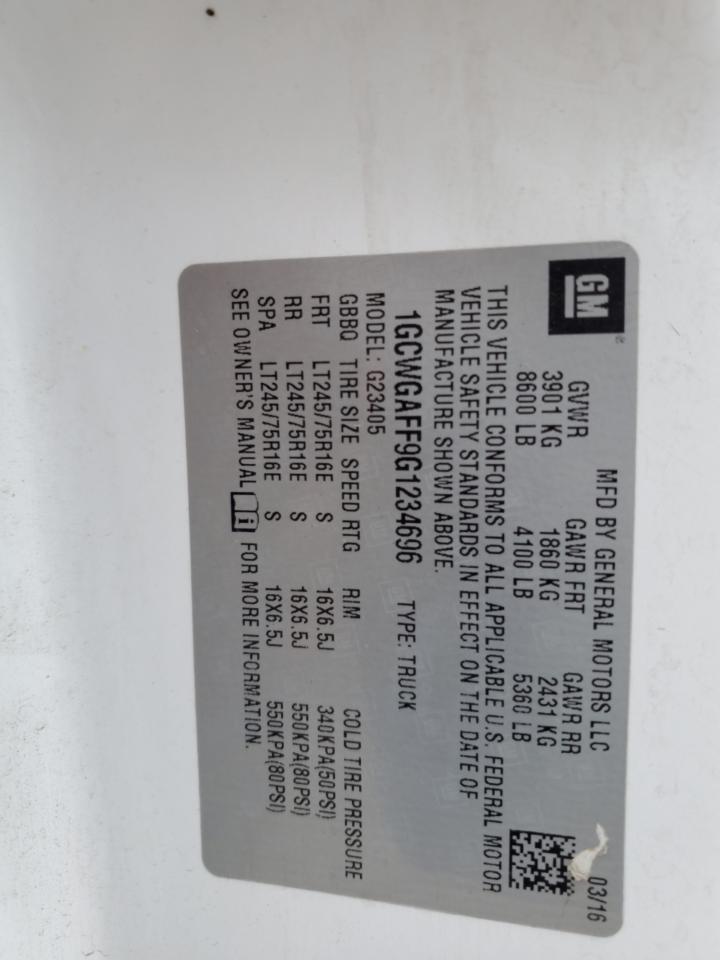 GM®
MFD BY GENERAL MOTORS LLC 03/16
GVWR GAWR FRT GAWR RR
3901 KG 1860 KG 2431 KG
8600 LB 4100 LB 5360 LB
THIS VEHICLE CONFORMS TO ALL APPLICABLE U.S. FEDERAL MOTOR
VEHICLE SAFETY STANDARDS IN EFFECT ON THE DATE OF
MANUFACTURE SHOWN ABOVE.
1GCWGAFF9G1234696 TYPE: TRUCK
MODEL: G23405
GBBQ TIRE SIZE SPEED RTG RIM COLD TIRE PRESSURE
FRT LT245/75R16E S 16X6.5J 340KPA(50PSI)
RR LT245/75R16E S 16X6.5J 550KPA(80PSI)
SPA LT245/75R16E S 16X6.5J 550KPA(80PSI)
SEE OWNER'S MANUAL FOR MORE INFORMATION.